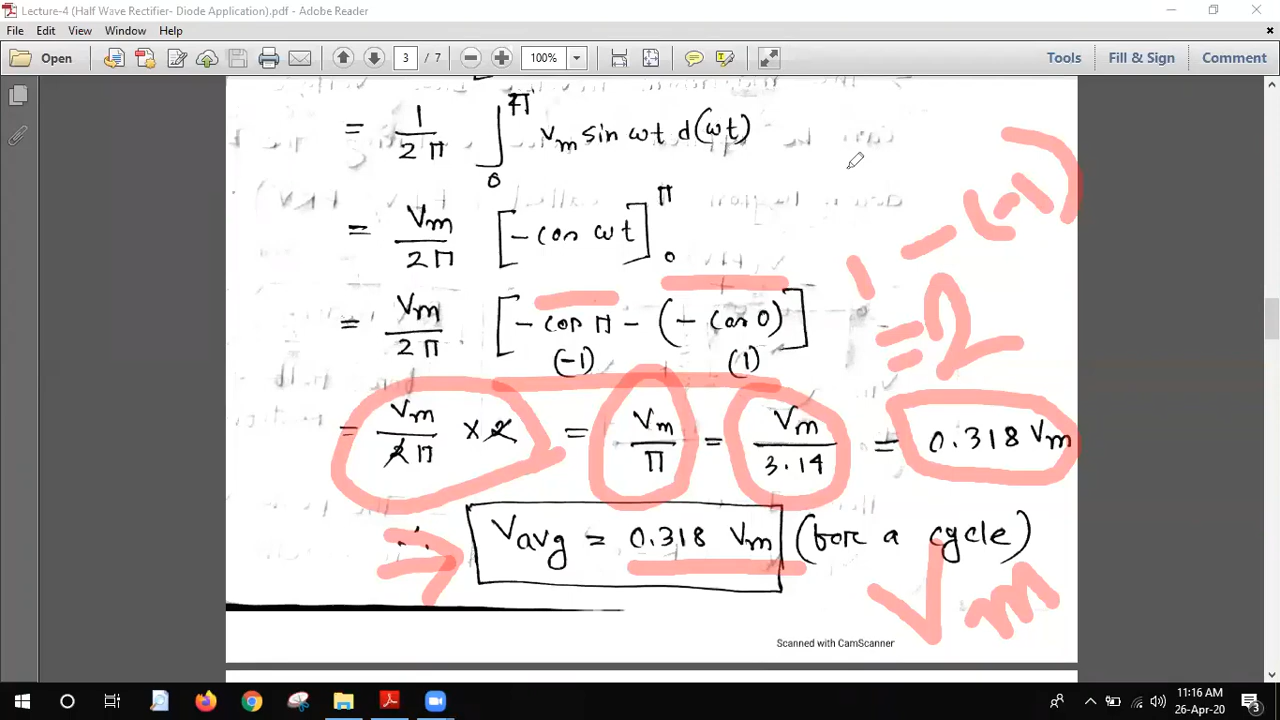 Lecture-4 (Half Wave Rectifier- Diode Application).pdf - Adobe Reader
File Edit View Window Help
Open 3 / 7 100% Tools Fill & Sign Comment
= 1/2π ∫₀^π Vm sin ωt d(ωt)
= Vm/2π [-cos ωt]₀^π
= Vm/2π [-cos π - (-cos 0)]
(-1) (1)
1 - (-1)
= 2
= Vm/2π × 2 = Vm/π = Vm/3.14 = 0.318 Vm
∴ Vavg = 0.318 Vm (for a cycle)
Vm
Scanned with CamScanner
11:16 AM
26-Apr-20
3